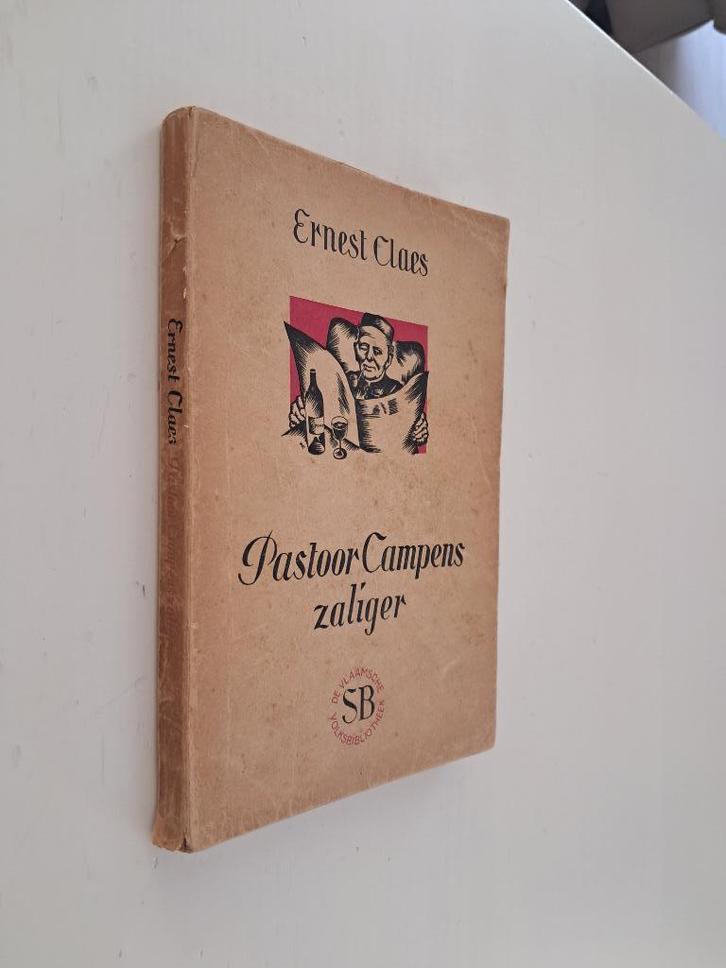 Ernest Claes
Pastoor Campens
zaliger
DE VLAAMSCHE
SB
VOLKSBIBLIOTHEEK
Ernest Claes